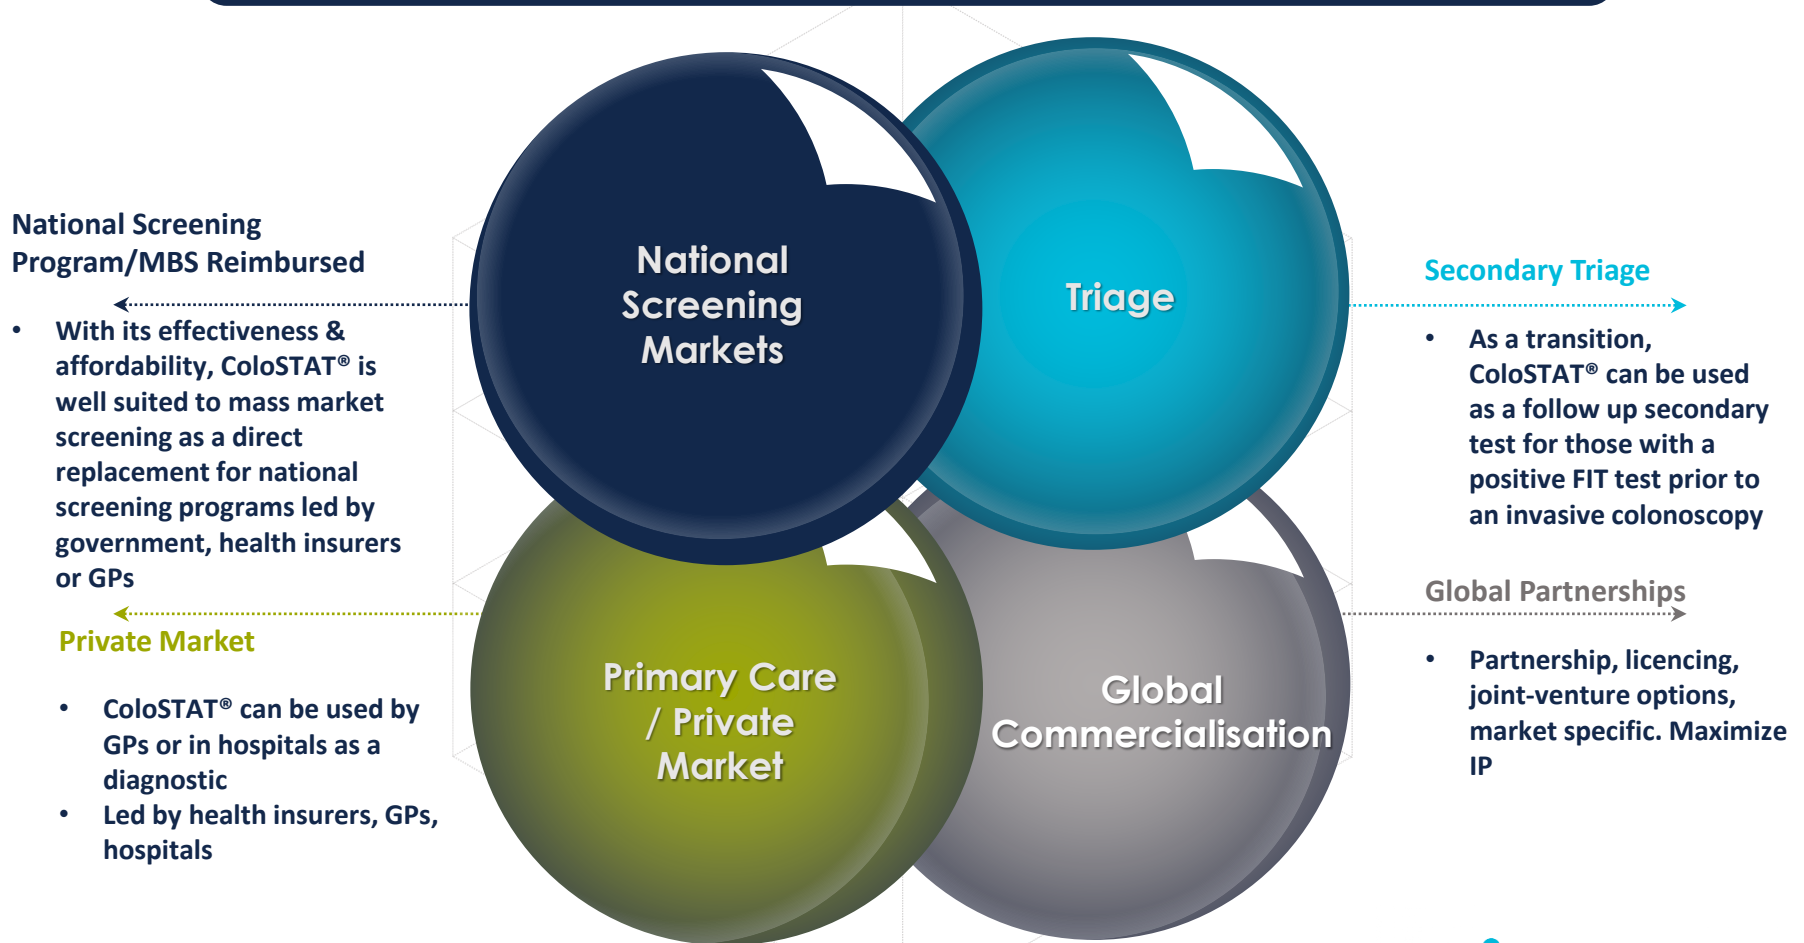 National Screening
Program/MBS Reimbursed
• With its effectiveness &
affordability, ColoSTAT® is
well suited to mass market
screening as a direct
replacement for national
screening programs led by
government, health insurers
or GPs
Private Market
• ColoSTAT® can be used by
GPs or in hospitals as a
diagnostic
• Led by health insurers, GPs,
hospitals
National
Screening
Markets
Triage
Primary Care
/ Private
Market
Global
Commercialisation
Secondary Triage
• As a transition,
ColoSTAT® can be used
as a follow up secondary
test for those with a
positive FIT test prior to
an invasive colonoscopy
Global Partnerships
• Partnership, licencing,
joint-venture options,
market specific. Maximize
IP